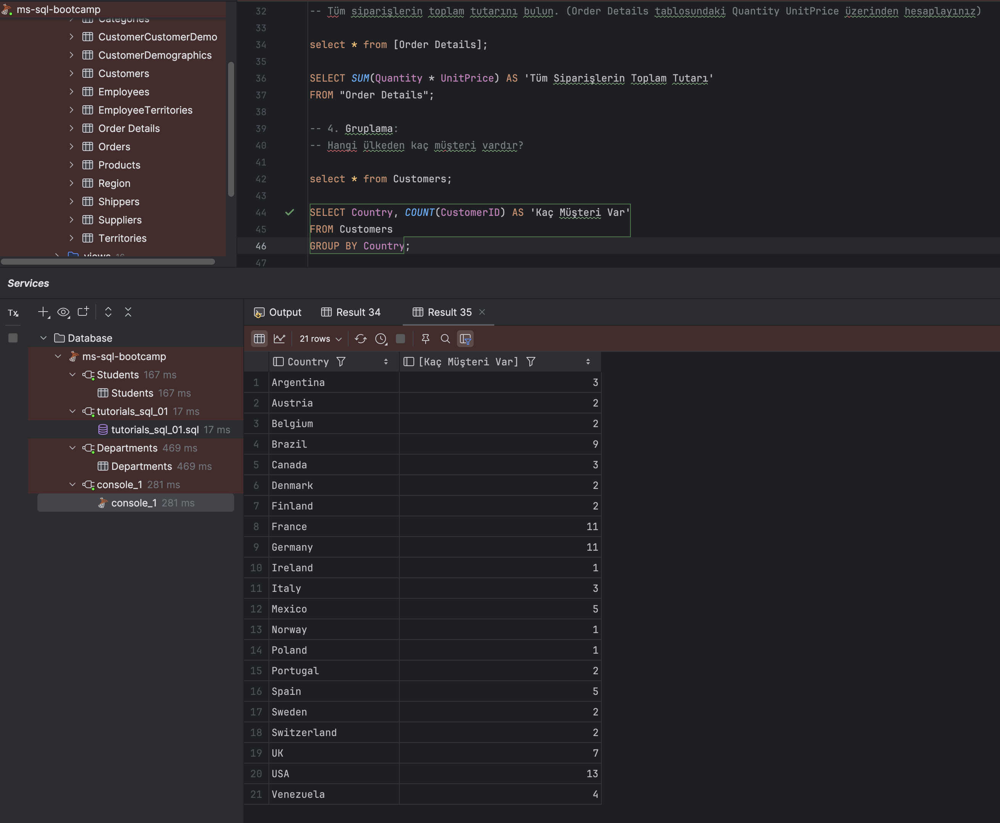 ms-sql-bootcamp
Categories
CustomerCustomerDemo
CustomerDemographics
Customers
Employees
EmployeeTerritories
Order Details
Orders
Products
Region
Shippers
Suppliers
Territories
views 16
32 -- Tüm siparişlerin toplam tutarını bulun. (Order Details tablosundaki Quantity UnitPrice üzerinden hesaplayınız)
33
34 select * from [Order Details];
35
36 SELECT SUM(Quantity * UnitPrice) AS 'Tüm Siparişlerin Toplam Tutarı'
37 FROM "Order Details";
38
39 -- 4. Gruplama:
40 -- Hangi ülkeden kaç müşteri vardır?
41
42 select * from Customers;
43
44 SELECT Country, COUNT(CustomerID) AS 'Kaç Müşteri Var'
45 FROM Customers
46 GROUP BY Country;
47
Services
Tx
Database
ms-sql-bootcamp
Students 167 ms
Students 167 ms
tutorials_sql_01 17 ms
tutorials_sql_01.sql 17 ms
Departments 469 ms
Departments 469 ms
console_1 281 ms
console_1 281 ms
Output Result 34 Result 35
21 rows
Country [Kaç Müşteri Var]
1 Argentina 3
2 Austria 2
3 Belgium 2
4 Brazil 9
5 Canada 3
6 Denmark 2
7 Finland 2
8 France 11
9 Germany 11
10 Ireland 1
11 Italy 3
12 Mexico 5
13 Norway 1
14 Poland 1
15 Portugal 2
16 Spain 5
17 Sweden 2
18 Switzerland 2
19 UK 7
20 USA 13
21 Venezuela 4